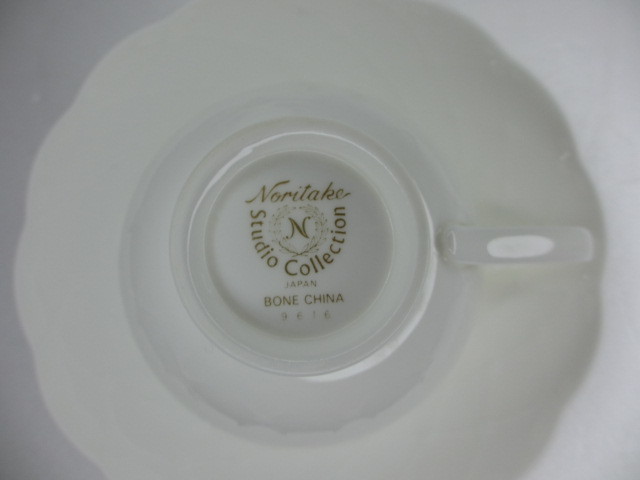 Noritake
N
Studio Collection
JAPAN
BONE CHINA
9616